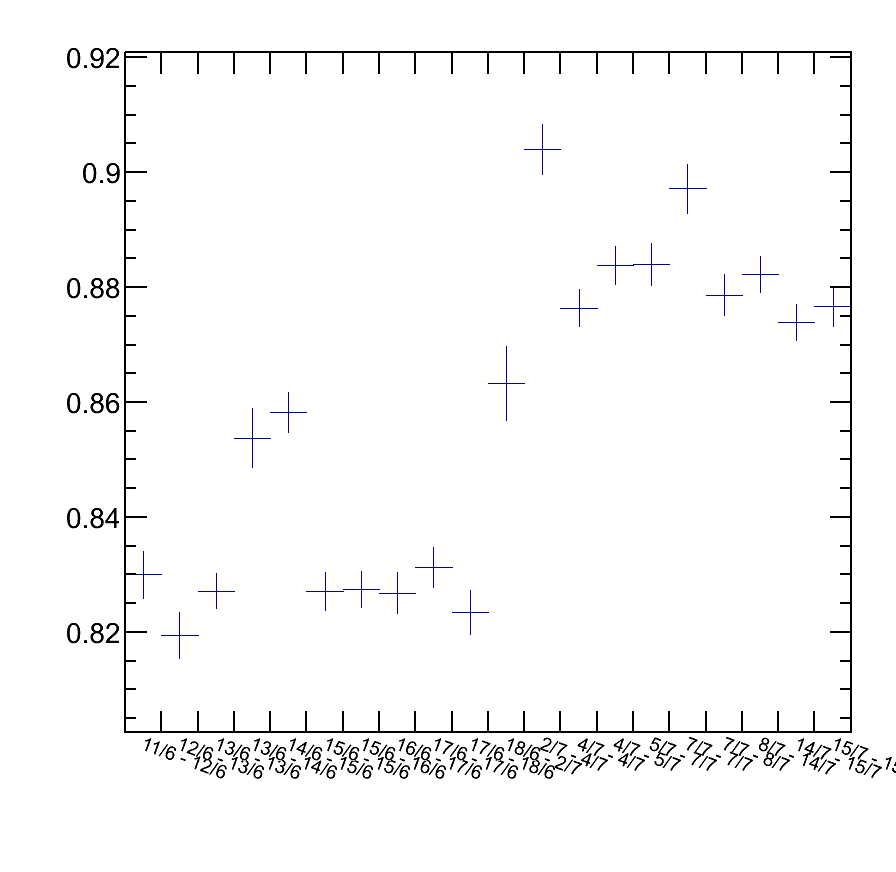 0.92
0.9
0.88
0.86
0.84
0.82
11/6 - 12/6
12/6 - 13/6
13/6 - 13/6
13/6 - 14/6
14/6 - 15/6
15/6 - 15/6
15/6 - 16/6
16/6 - 17/6
17/6 - 17/6
17/6 - 18/6
18/6 - 2/7
2/7 - 4/7
4/7 - 4/7
4/7 - 5/7
5/7 - 7/7
7/7 - 7/7
7/7 - 8/7
8/7 - 14/7
14/7 - 15/7
15/7 -